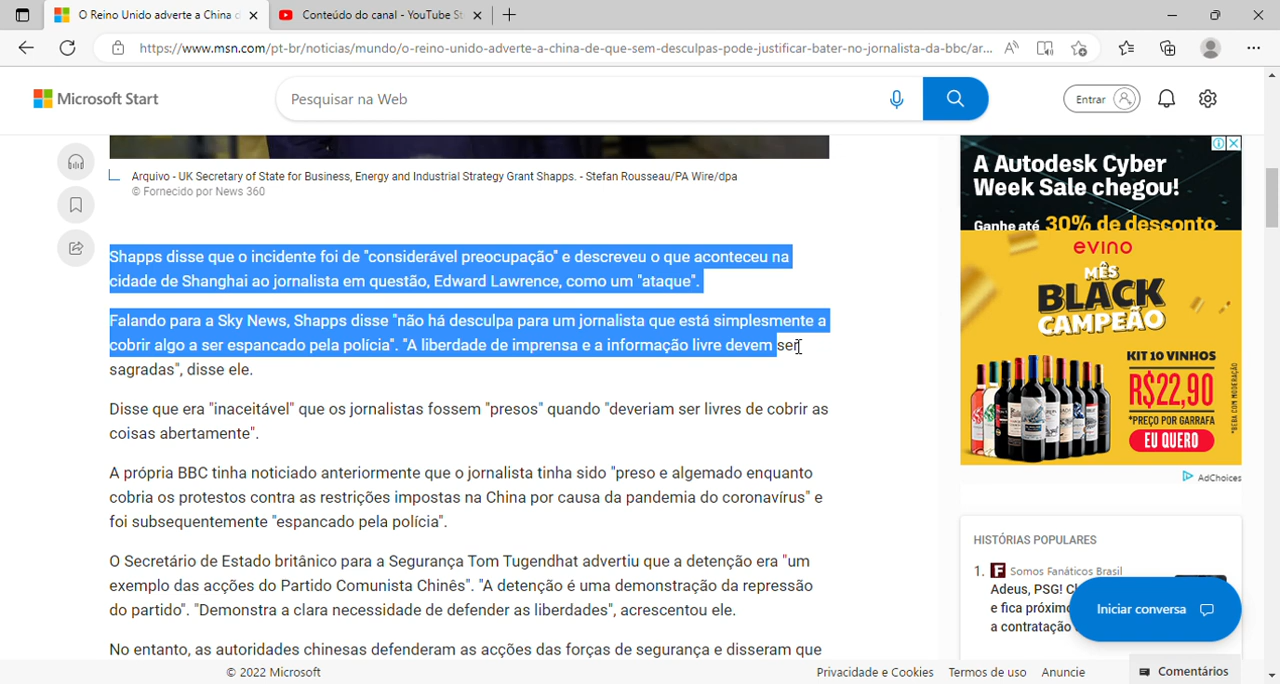 O Reino Unido adverte a China d
Conteúdo do canal - YouTube St
https://www.msn.com/pt-br/noticias/mundo/o-reino-unido-adverte-a-china-de-que-sem-desculpas-pode-justificar-bater-no-jornalista-da-bbc/ar...
Microsoft Start
Pesquisar na Web
Entrar
Arquivo - UK Secretary of State for Business, Energy and Industrial Strategy Grant Shapps. - Stefan Rousseau/PA Wire/dpa
© Fornecido por News 360
Shapps disse que o incidente foi de "considerável preocupação" e descreveu o que aconteceu na
cidade de Shanghai ao jornalista em questão, Edward Lawrence, como um "ataque".
Falando para a Sky News, Shapps disse "não há desculpa para um jornalista que está simplesmente a
cobrir algo a ser espancado pela polícia". "A liberdade de imprensa e a informação livre devem ser
sagradas", disse ele.
Disse que era "inaceitável" que os jornalistas fossem "presos" quando "deveriam ser livres de cobrir as
coisas abertamente".
A própria BBC tinha noticiado anteriormente que o jornalista tinha sido "preso e algemado enquanto
cobria os protestos contra as restrições impostas na China por causa da pandemia do coronavírus" e
foi subsequentemente "espancado pela polícia".
O Secretário de Estado britânico para a Segurança Tom Tugendhat advertiu que a detenção era "um
exemplo das acções do Partido Comunista Chinês". "A detenção é uma demonstração da repressão
do partido". "Demonstra a clara necessidade de defender as liberdades", acrescentou ele.
No entanto, as autoridades chinesas defenderam as acções das forças de segurança e disseram que
A Autodesk Cyber
Week Sale chegou!
Ganhe até 30% de desconto
evino
MÊS
BLACK
CAMPEÃO
KIT 10 VINHOS
R$22,90
*PREÇO POR GARRAFA
EU QUERO
*BEBA COM MODERAÇÃO
AdChoices
HISTÓRIAS POPULARES
1. F Somos Fanáticos Brasil
Adeus, PSG!
e fica próximo
a contratação
Iniciar conversa
© 2022 Microsoft
Privacidade e Cookies
Termos de uso
Anuncie
Comentários